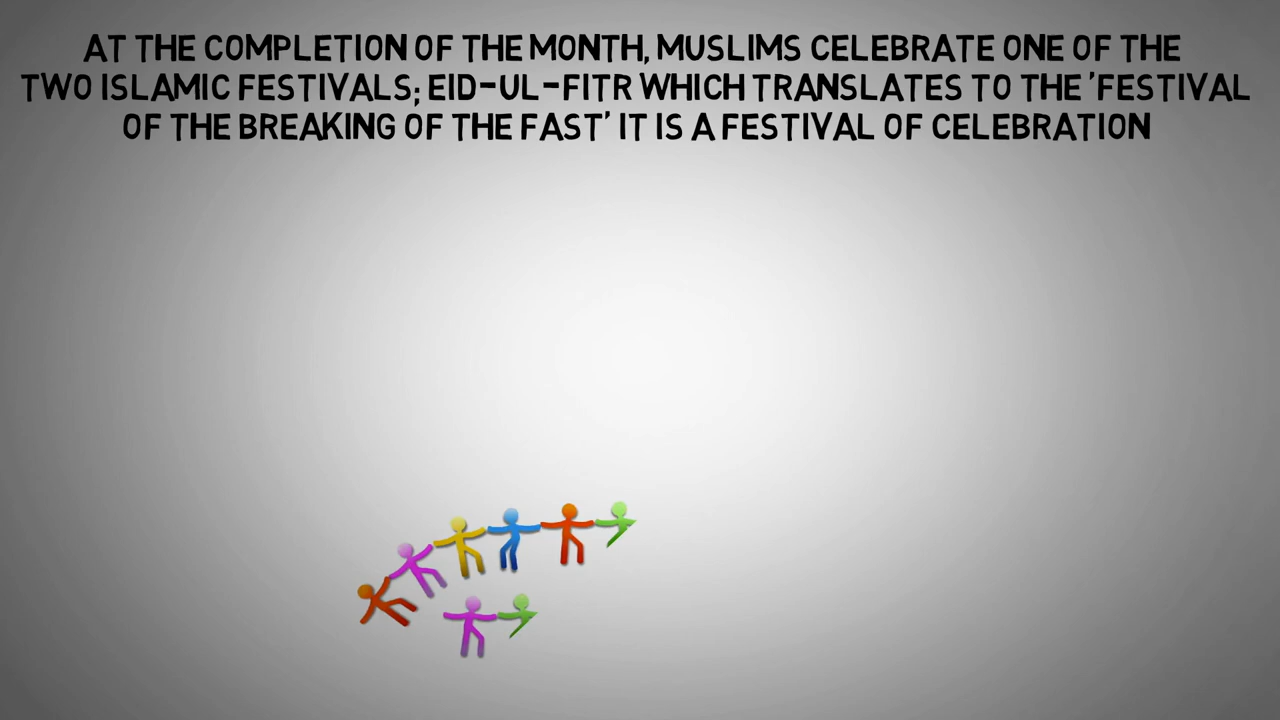 AT THE COMPLETION OF THE MONTH, MUSLIMS CELEBRATE ONE OF THE
TWO ISLAMIC FESTIVALS; EID-UL-FITR WHICH TRANSLATES TO THE 'FESTIVAL
OF THE BREAKING OF THE FAST' IT IS A FESTIVAL OF CELEBRATION